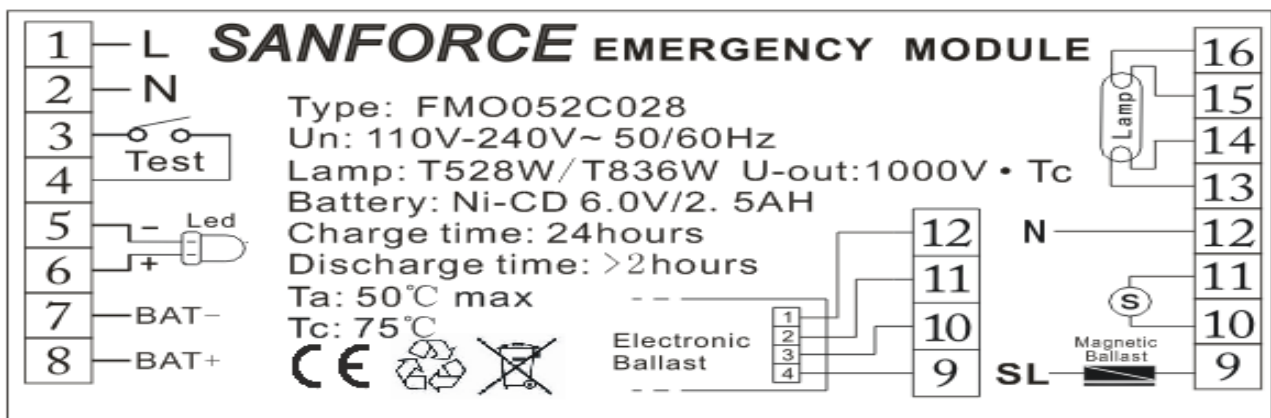 SANFORCE EMERGENCY MODULE
1 L
2 N
3
Test
4
5 - Led
6 +
7 BAT-
8 BAT+
Type: FMO052C028
Un: 110V-240V~ 50/60Hz
Lamp: T528W/T836W U-out:1000V • Tc
Battery: Ni-CD 6.0V/2. 5AH
Charge time: 24hours
Discharge time: >2hours
Ta: 50℃ max
Tc: 75℃
CE
Electronic
Ballast
1
2
3
4
12
11
10
9
Lamp
16
15
14
13
N 12
11
S
10
Magnetic
Ballast
SL 9